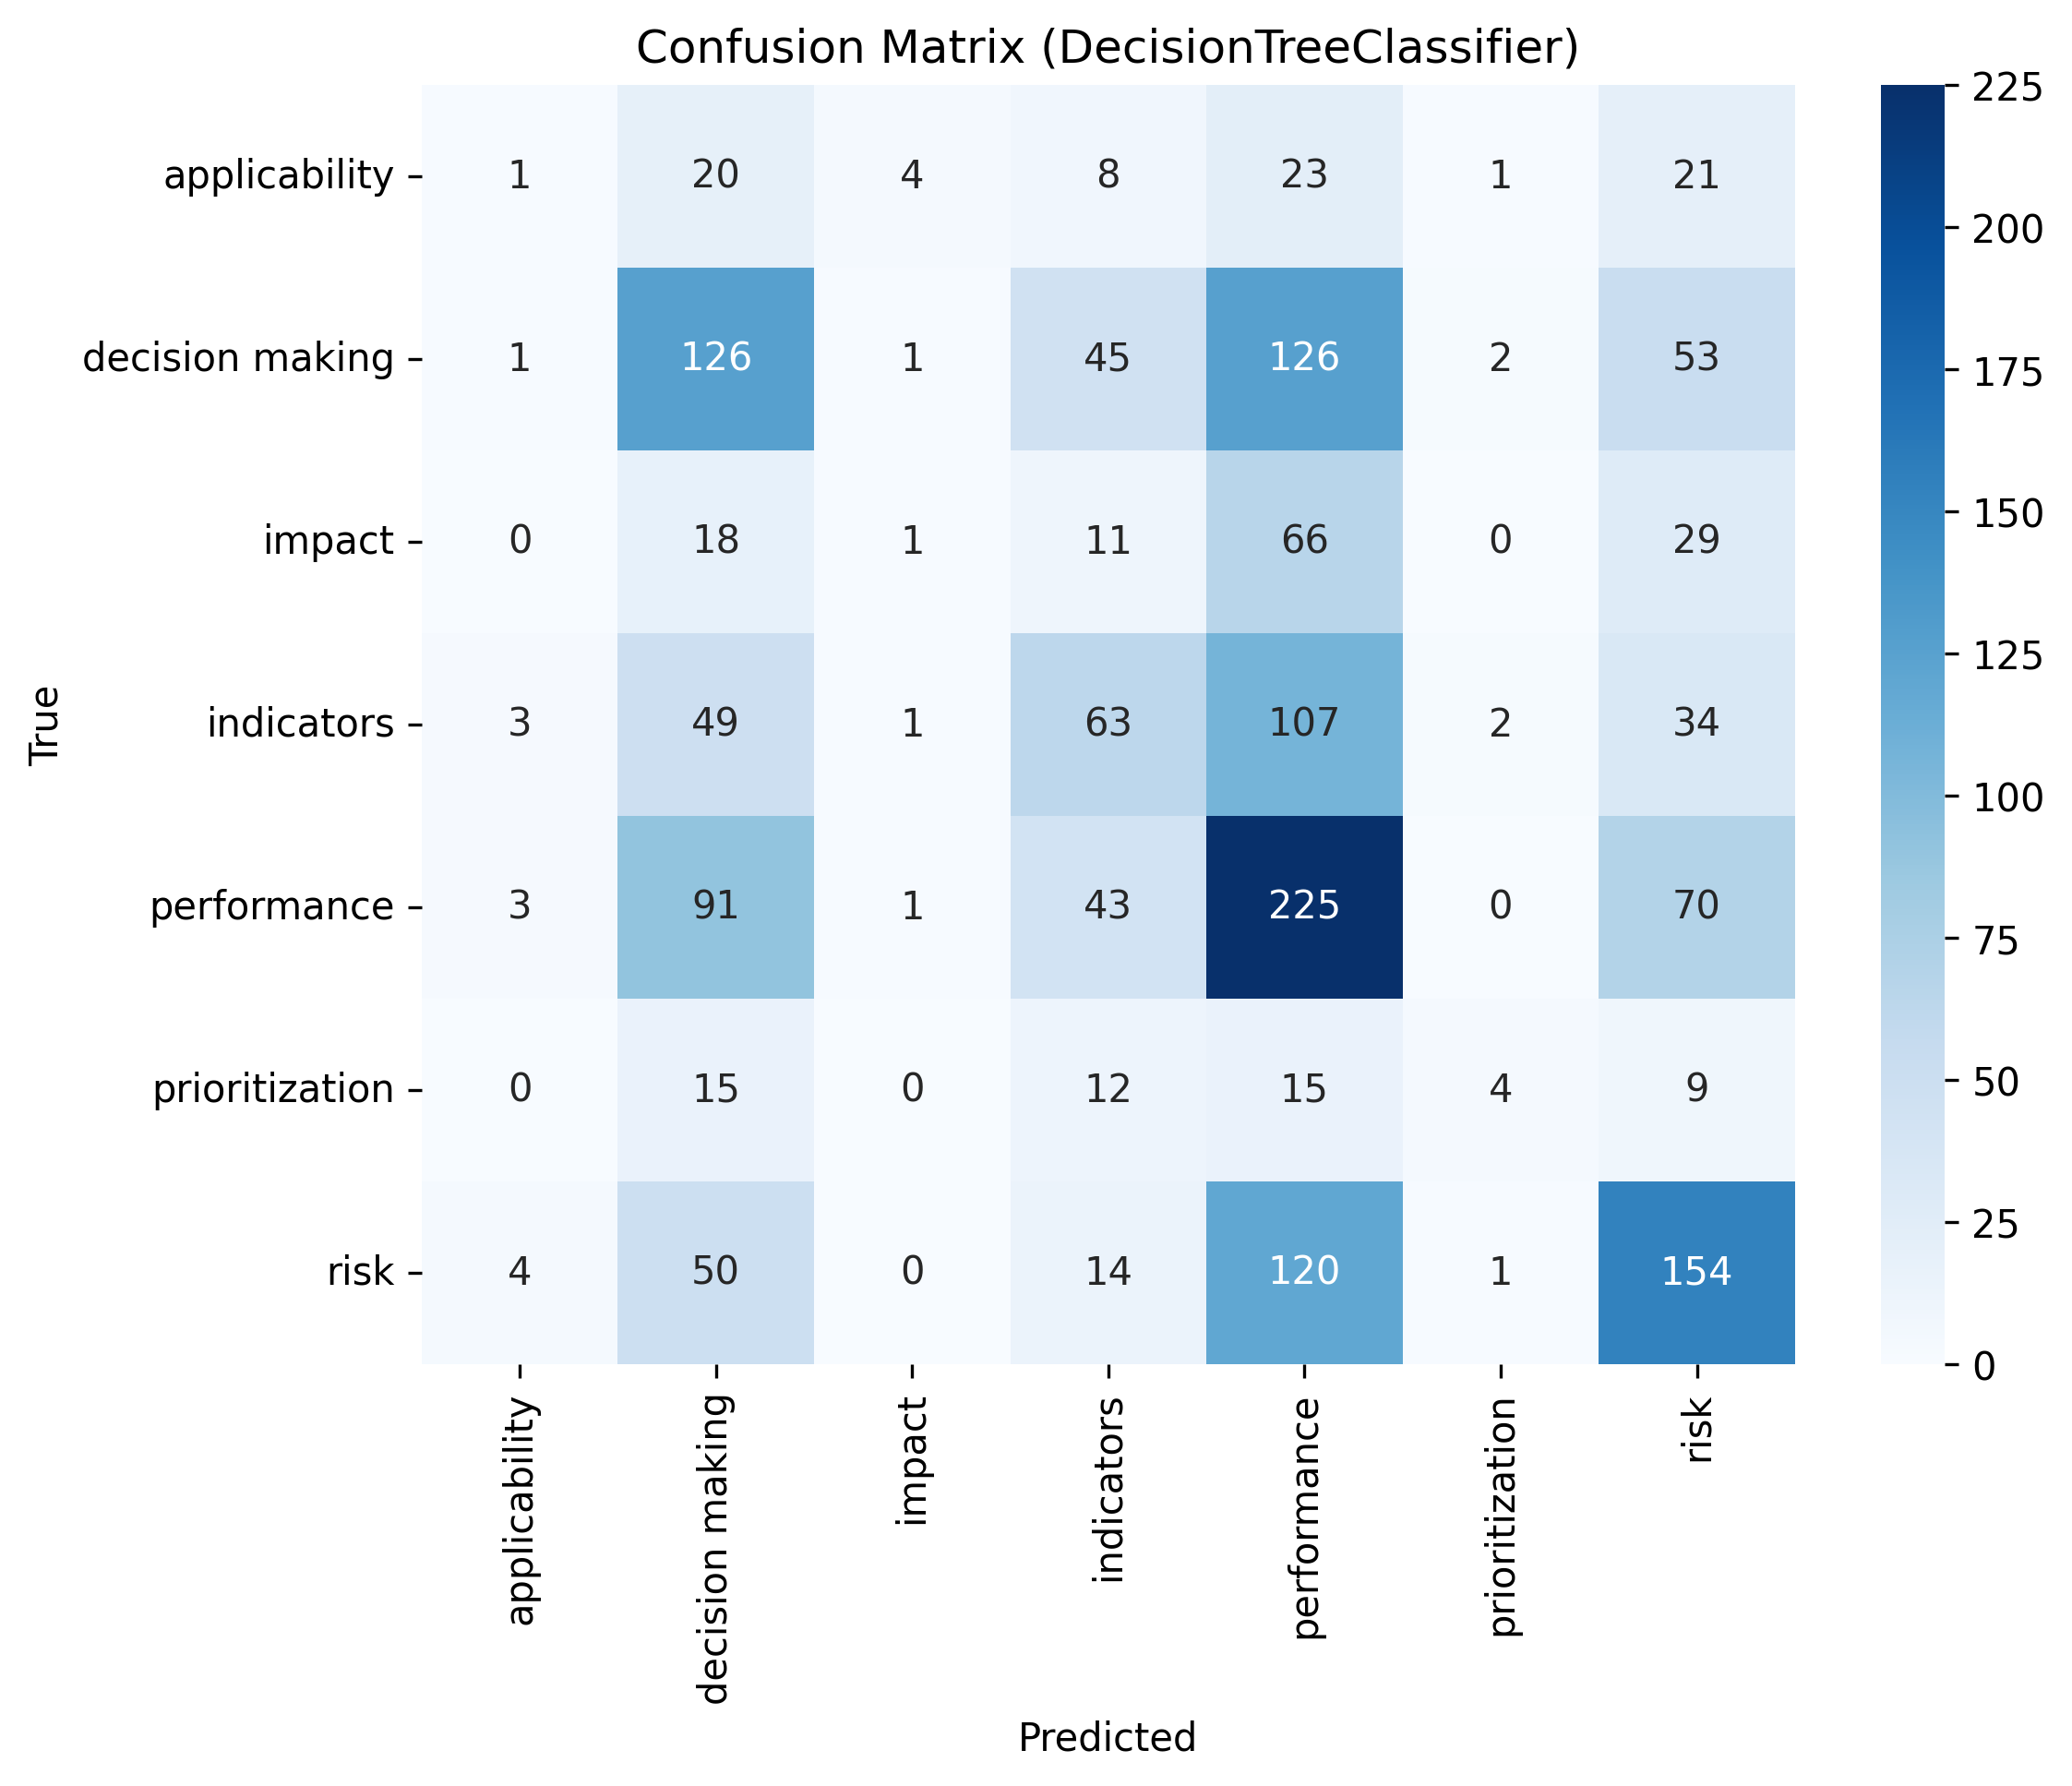 Confusion Matrix (DecisionTreeClassifier)
True
applicability 1 20 4 8 23 1 21
decision making 1 126 1 45 126 2 53
impact 0 18 1 11 66 0 29
indicators 3 49 1 63 107 2 34
performance 3 91 1 43 225 0 70
prioritization 0 15 0 12 15 4 9
risk 4 50 0 14 120 1 154
applicability
decision making
impact
indicators
performance
prioritization
risk
Predicted
225
200
175
150
125
100
75
50
25
0